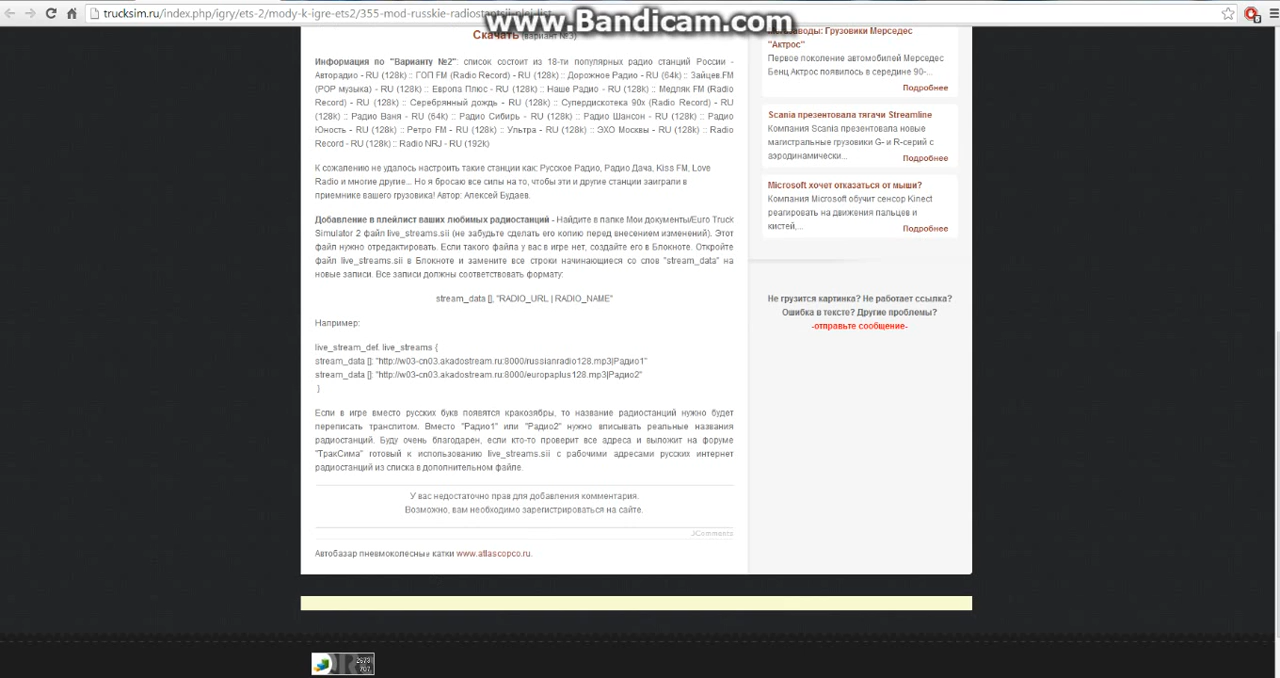 trucksim.ru/index.php/igry/ets-2/mody-k-igre-ets2/355-mod-russkie-radiostantsii-plej-list
www.Bandicam.com
Скачать (вариант №3)
Информация по "Варианту №2": список состоит из 18-ти популярных радио станций России -
Авторадио - RU (128k) :: ГОП FM (Radio Record) - RU (128k) :: Дорожное Радио - RU (64k) :: Зайцев.FM
(POP музыка) - RU (128k) :: Европа Плюс - RU (128k) :: Наше Радио - RU (128k) :: Медляк FM (Radio
Record) - RU (128k) :: Серебрянный дождь - RU (128k) :: Супердискотека 90х (Radio Record) - RU
(128k) :: Радио Ваня - RU (64k) :: Радио Сибирь - RU (128k) :: Радио Шансон - RU (128k) :: Радио
Юность - RU (128k) :: Ретро FM - RU (128k) :: Ультра - RU (128k) :: ЭХО Москвы - RU (128k) :: Radio
Record - RU (128k) :: Radio NRJ - RU (192k)
К сожалению не удалось настроить такие станции как: Русское Радио, Радио Дача, Kiss FM, Love
Radio и многие другие... Но я бросаю все силы на то, чтобы эти и другие станции заиграли в
приемнике вашего грузовика! Автор: Алексей Будаев.
Добавление в плейлист ваших любимых радиостанций - Найдите в папке Мои документы/Euro Truck
Simulator 2 файл live_streams.sii (не забудьте сделать его копию перед внесением изменений). Этот
файл нужно отредактировать. Если такого файла у вас в игре нет, создайте его в Блокноте. Откройте
файл live_streams.sii в Блокноте и замените все строки начинающиеся со слов "stream_data" на
новые записи. Все записи должны соответствовать формату:
stream_data []: "RADIO_URL | RADIO_NAME"
Например:
live_stream_def. live_streams {
stream_data []: "http://w03-cn03.akadostream.ru:8000/russianradio128.mp3|Радио1"
stream_data []: "http://w03-cn03.akadostream.ru:8000/europaplus128.mp3|Радио2"
}
Если в игре вместо русских букв появятся кракозябры, то название радиостанций нужно будет
переписать транслитом. Вместо "Радио1" или "Радио2" нужно вписывать реальные названия
радиостанций. Буду очень благодарен, если кто-то проверит все адреса и выложит на форуме
"ТракСима" готовый к использованию live_streams.sii с рабочими адресами русских интернет
радиостанций из списка в дополнительном файле.
У вас недостаточно прав для добавления комментария.
Возможно, вам необходимо зарегистрироваться на сайте.
JComments
Автобазар пневмоколесные катки www.atlascopco.ru.
Грузовики Мерседес
"Актрос"
Первое поколение автомобилей Мерседес
Бенц Актрос появилось в середине 90-...
Подробнее
Scania презентовала тягачи Streamline
Компания Scania презентовала новые
магистральные грузовики G- и R-серий с
аэродинамически...
Подробнее
Microsoft хочет отказаться от мыши?
Компания Microsoft обучит сенсор Kinect
реагировать на движения пальцев и
кистей,...
Подробнее
Не грузится картинка? Не работает ссылка?
Ошибка в тексте? Другие проблемы?
-отправьте сообщение-